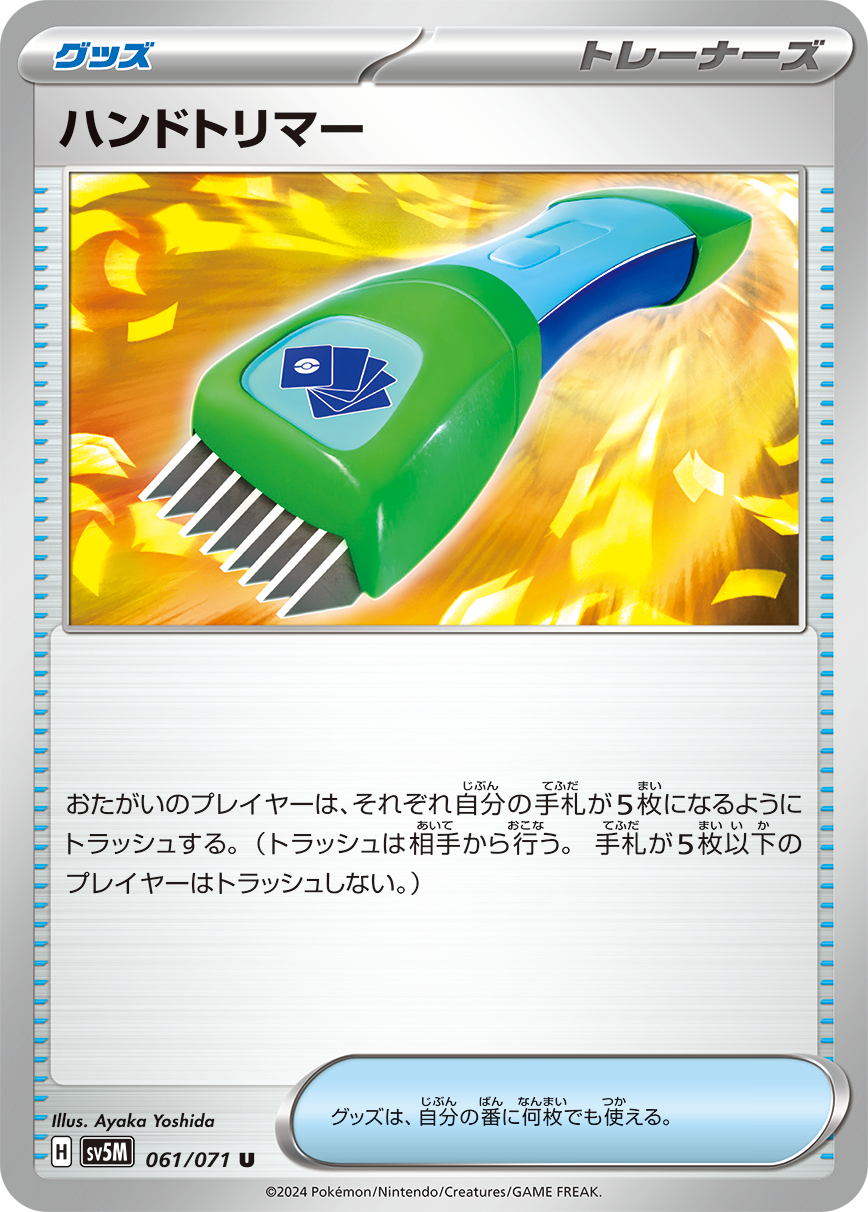 グッズ
トレーナーズ
ハンドトリマー
おたがいのプレイヤーは、それぞれ自分の手札が5枚になるように
トラッシュする。（トラッシュは相手から行う。 手札が5枚以下の
プレイヤーはトラッシュしない。）
グッズは、自分の番に何枚でも使える。
Illus. Ayaka Yoshida
H SV5M 061/071 U
©2024 Pokémon/Nintendo/Creatures/GAME FREAK.